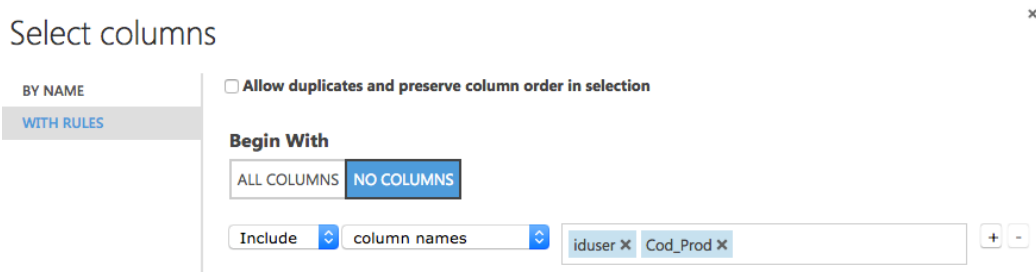 Select columns
BY NAME
WITH RULES
Allow duplicates and preserve column order in selection
Begin With
ALL COLUMNS NO COLUMNS
Include column names iduser × Cod_Prod × + -